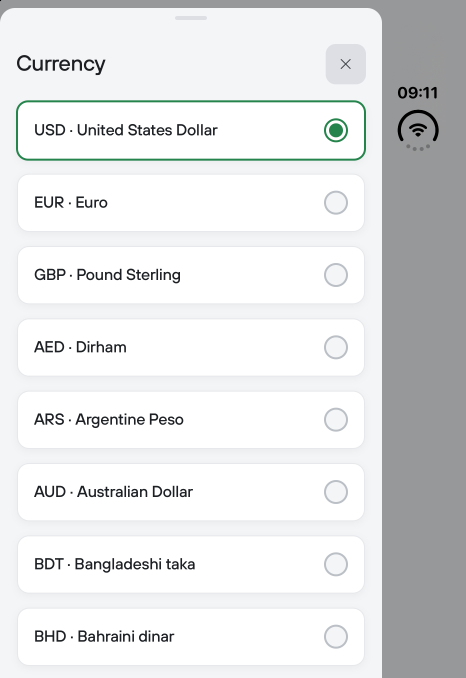 Currency
09:11
USD · United States Dollar
EUR · Euro
GBP · Pound Sterling
AED · Dirham
ARS · Argentine Peso
AUD · Australian Dollar
BDT · Bangladeshi taka
BHD · Bahraini dinar